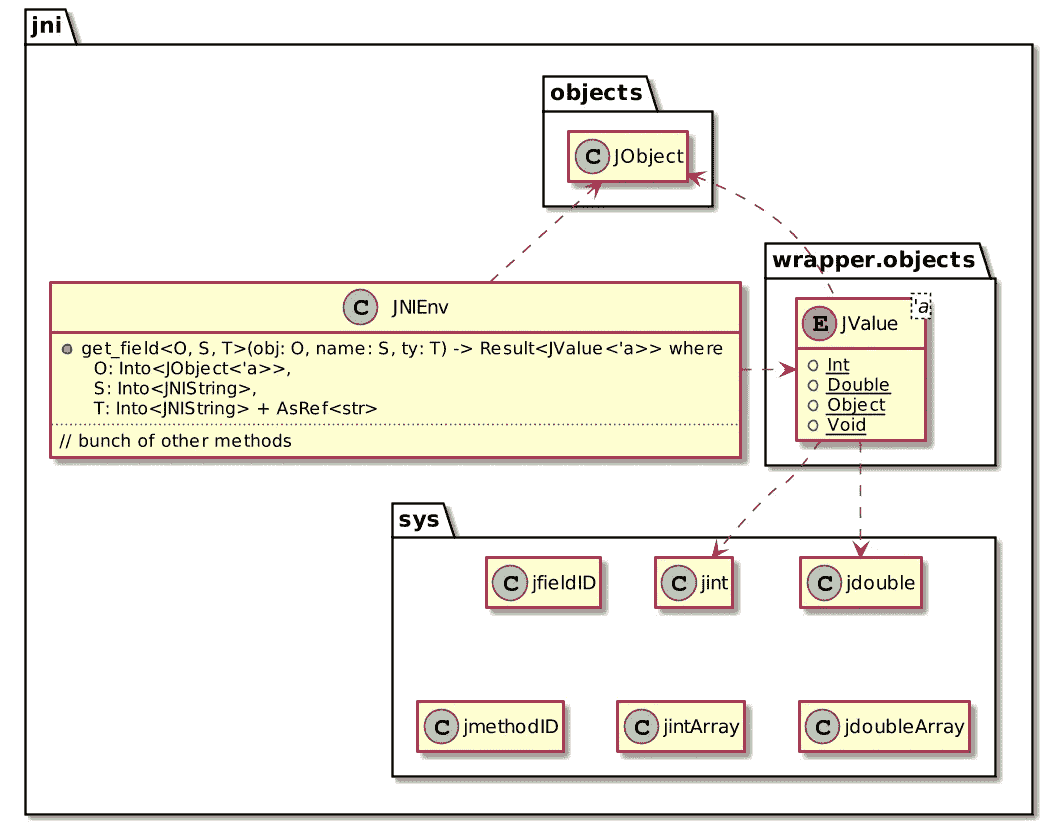 jni
objects
C JObject
wrapper.objects
C JNIEnv
get_field<O, S, T>(obj: O, name: S, ty: T) -> Result<JValue<'a>> where
O: Into<JObject<'a>>,
S: Into<JNIString>,
T: Into<JNIString> + AsRef<str>
// bunch of other methods
E JValue 'a
Int
Double
Object
Void
sys
C jfieldID
C jint
C jdouble
C jmethodID
C jintArray
C jdoubleArray